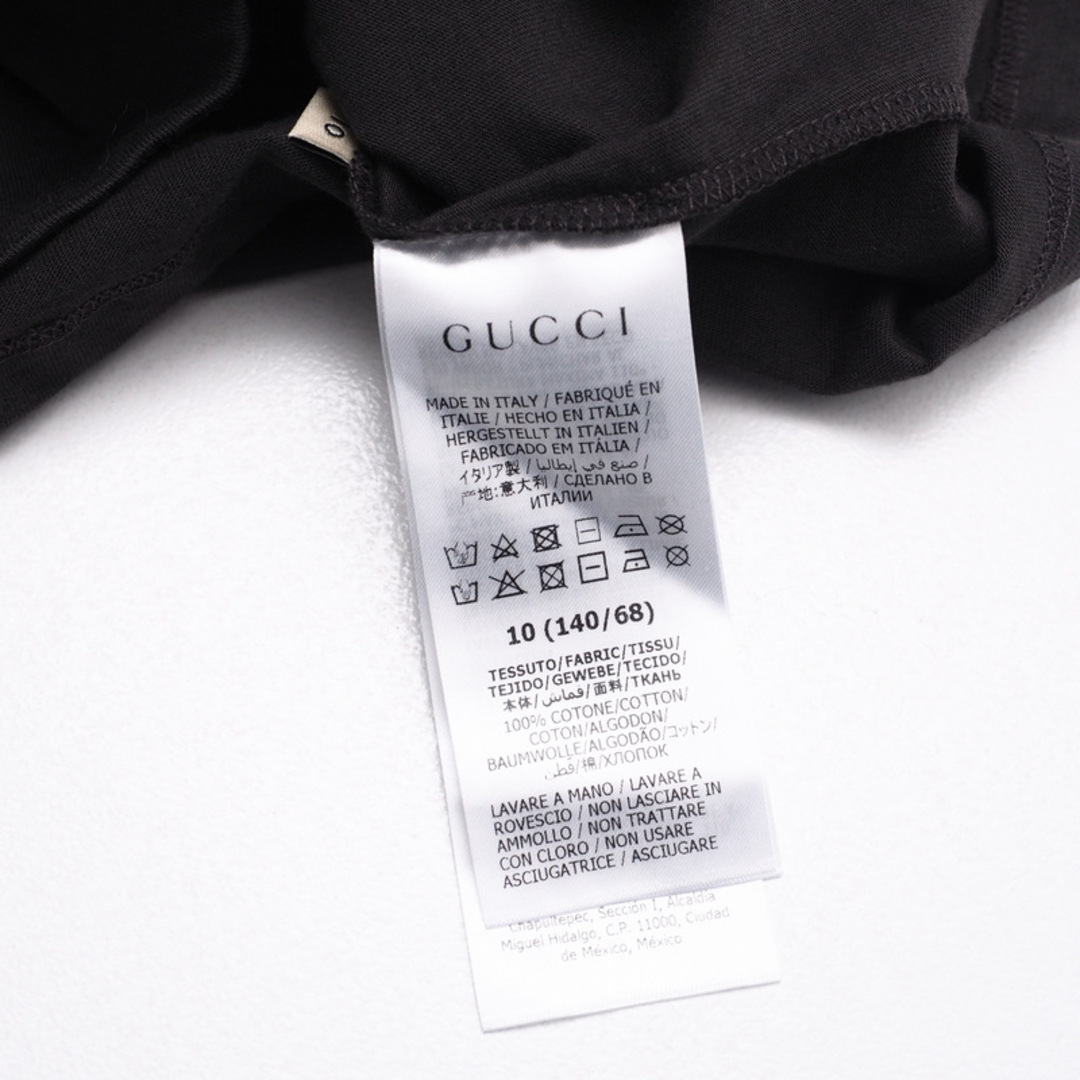 GUCCI
MADE IN ITALY / FABRIQUÉ EN
ITALIE / HECHO EN ITALIA /
HERGESTELLT IN ITALIEN /
FABRICADO EM ITÁLIA /
イタリア製 / صنع في إيطاليا /
产地:意大利 / СДЕЛАНО В
ИТАЛИИ
10 (140/68)
TESSUTO/FABRIC/TISSU/
TEJIDO/GEWEBE/TECIDO/
本体/قماش/面料/ТКАНЬ
100% COTONE/COTTON/
COTON/ALGODON/
BAUMWOLLE/ALGODÃO/コットン/
قطن/棉/ХЛОПОК
LAVARE A MANO / LAVARE A
ROVESCIO / NON LASCIARE IN
AMMOLLO / NON TRATTARE
CON CLORO / NON USARE
ASCIUGATRICE / ASCIUGARE
Chapultepec, Sección I, Alcaldía
Miguel Hidalgo, C.P. 11000, Ciudad
de México, México